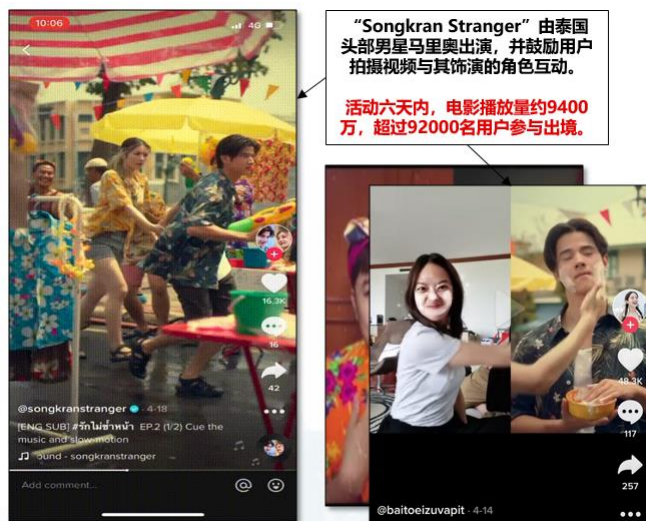 10:06
4G
“Songkran Stranger”由泰国
头部男星马里奥出演，并鼓励用户
拍摄视频与其饰演的角色互动。
活动六天内，电影播放量约9400
万，超过92000名用户参与出境。
16.3K
16
42
@songkranstranger · 4-18
[ENG SUB] #รักไม่ซ้ำหน้า EP.2 (1/2) Cue the
music and slow motion
ound - songkranstranger
Add comment...
48.3K
117
257
@baitoeizuvapit · 4-14